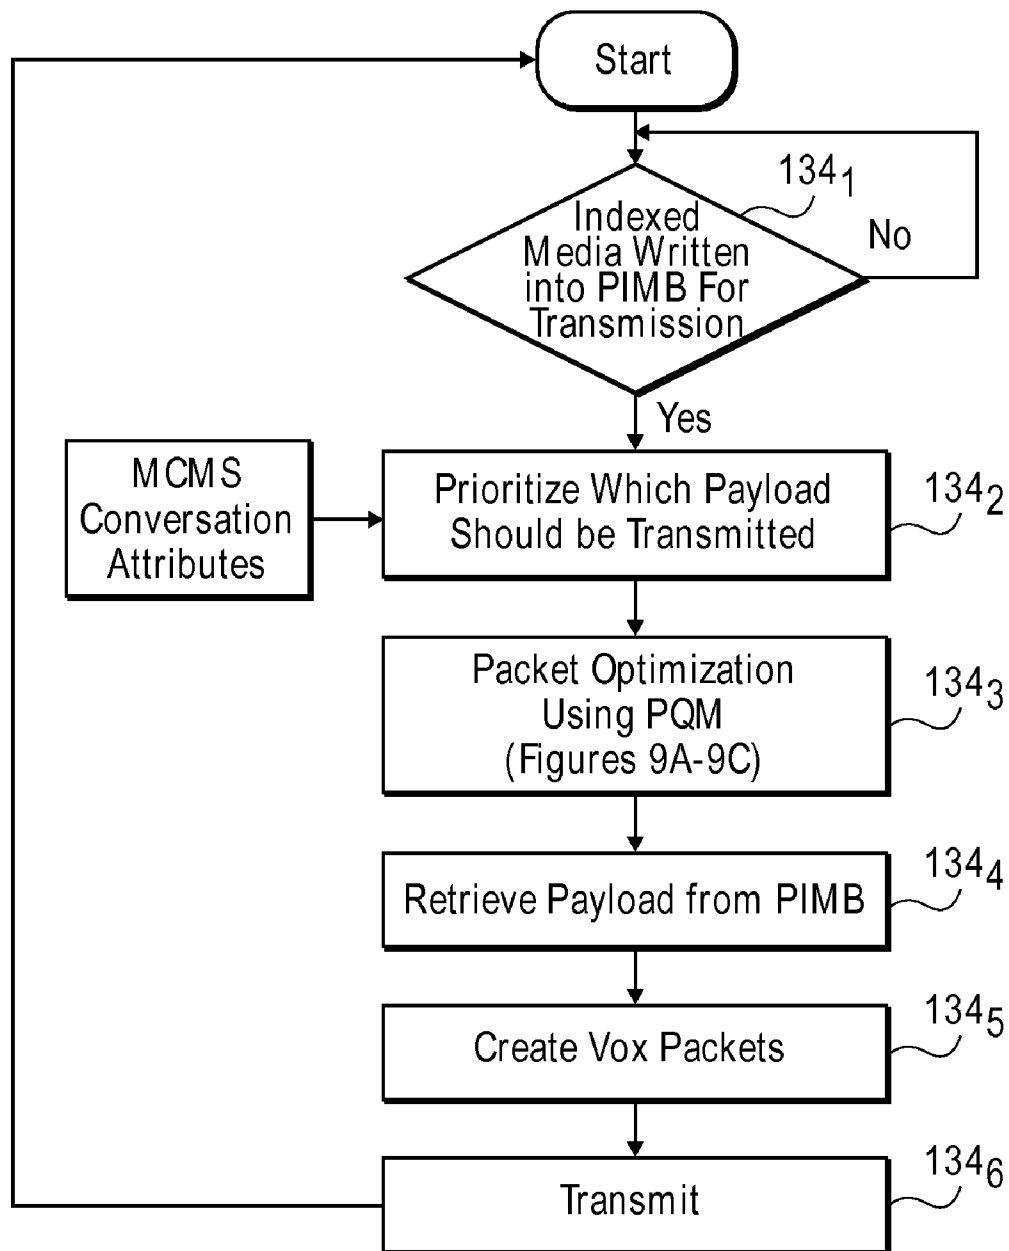 Start
134₁
Indexed
Media Written
into PIMB For
Transmission
No
Yes
MCMS
Conversation
Attributes
Prioritize Which Payload
Should be Transmitted
134₂
Packet Optimization
Using PQM
(Figures 9A-9C)
134₃
Retrieve Payload from PIMB
134₄
Create Vox Packets
134₅
Transmit
134₆